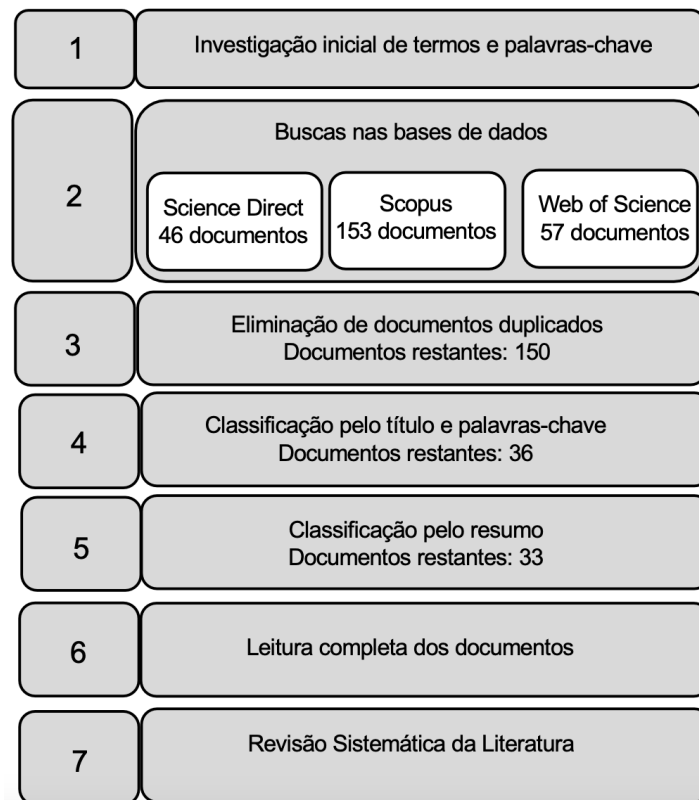 1
Investigação inicial de termos e palavras-chave
2
Buscas nas bases de dados
Science Direct
46 documentos
Scopus
153 documentos
Web of Science
57 documentos
3
Eliminação de documentos duplicados
Documentos restantes: 150
4
Classificação pelo título e palavras-chave
Documentos restantes: 36
5
Classificação pelo resumo
Documentos restantes: 33
6
Leitura completa dos documentos
7
Revisão Sistemática da Literatura